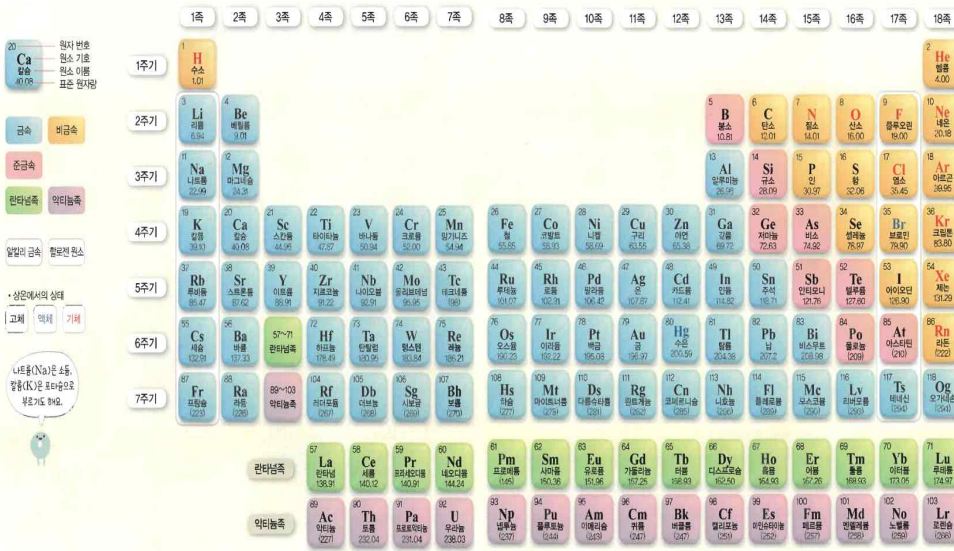 1족 2족 3족 4족 5족 6족 7족 8족 9족 10족 11족 12족 13족 14족 15족 16족 17족 18족
20 Ca 칼슘 40.08
원자 번호
원소 기호
원소 이름
표준 원자량
금속 비금속
준금속
란타넘족 악티늄족
알칼리 금속 할로젠 원소
• 상온에서의 상태
고체 액체 기체
나트륨(Na)은 소듐,
칼륨(K)은 포타슘으로
부르기도 해요.
1주기
1 2
H He
수소 헬륨
1.01 4.00
2주기
3 4 5 6 7 8 9 10
Li Be B C N O F Ne
리튬 베릴륨 붕소 탄소 질소 산소 플루오린 네온
6.94 9.01 10.81 12.01 14.01 16.00 19.00 20.18
3주기
11 12 13 14 15 16 17 18
Na Mg Al Si P S Cl Ar
나트륨 마그네슘 알루미늄 규소 인 황 염소 아르곤
22.99 24.31 26.98 28.09 30.97 32.06 35.45 39.95
4주기
19 20 21 22 23 24 25 26 27 28 29 30 31 32 33 34 35 36
K Ca Sc Ti V Cr Mn Fe Co Ni Cu Zn Ga Ge As Se Br Kr
칼륨 칼슘 스칸듐 타이타늄 바나듐 크로뮴 망가니즈 철 코발트 니켈 구리 아연 갈륨 저마늄 비소 셀레늄 브로민 크립톤
39.10 40.08 44.96 47.87 50.94 52.00 54.94 55.85 58.93 58.69 63.55 65.38 69.72 72.63 74.92 78.97 79.90 83.80
5주기
37 38 39 40 41 42 43 44 45 46 47 48 49 50 51 52 53 54
Rb Sr Y Zr Nb Mo Tc Ru Rh Pd Ag Cd In Sn Sb Te I Xe
루비듐 스트론튬 이트륨 지르코늄 나이오븀 몰리브데넘 테크네튬 루테늄 로듐 팔라듐 은 카드뮴 인듐 주석 안티모니 텔루륨 아이오딘 제논
85.47 87.62 88.91 91.22 92.91 95.95 (98) 101.07 102.91 106.42 107.87 112.41 114.82 118.71 121.76 127.60 126.90 131.29
6주기
55 56 57~71 72 73 74 75 76 77 78 79 80 81 82 83 84 85 86
Cs Ba 란타넘족 Hf Ta W Re Os Ir Pt Au Hg Tl Pb Bi Po At Rn
세슘 바륨 하프늄 탄탈럼 텅스텐 레늄 오스뮴 이리듐 백금 금 수은 탈륨 납 비스무트 폴로늄 아스타틴 라돈
132.91 137.33 178.49 180.95 183.84 186.21 190.23 192.22 195.08 196.97 200.59 204.38 207.2 208.98 (209) (210) (222)
7주기
87 88 89~103 104 105 106 107 108 109 110 111 112 113 114 115 116 117 118
Fr Ra 악티늄족 Rf Db Sg Bh Hs Mt Ds Rg Cn Nh Fl Mc Lv Ts Og
프랑슘 라듐 러더포듐 더브늄 시보귬 보륨 하슘 마이트너륨 다름슈타튬 뢴트게늄 코페르니슘 니호늄 플레로븀 모스코븀 리버모륨 테네신 오가네손
(223) (226) (267) (268) (269) (270) (277) (278) (281) (282) (285) (286) (289) (290) (293) (294) (294)
란타넘족
57 58 59 60 61 62 63 64 65 66 67 68 69 70 71
La Ce Pr Nd Pm Sm Eu Gd Tb Dy Ho Er Tm Yb Lu
란타넘 세륨 프라세오디뮴 네오디뮴 프로메튬 사마륨 유로퓸 가돌리늄 터븀 디스프로슘 홀뮴 어븀 툴륨 이터븀 루테튬
138.91 140.12 140.91 144.24 (145) 150.36 151.96 157.25 158.93 162.50 164.93 167.26 168.93 173.05 174.97
악티늄족
89 90 91 92 93 94 95 96 97 98 99 100 101 102 103
Ac Th Pa U Np Pu Am Cm Bk Cf Es Fm Md No Lr
악티늄 토륨 프로트악티늄 우라늄 넵투늄 플루토늄 아메리슘 퀴륨 버클륨 캘리포늄 아인슈타이늄 페르뮴 멘델레븀 노벨륨 로렌슘
(227) 232.04 231.04 238.03 (237) (244) (243) (247) (247) (251) (252) (257) (258) (259) (266)